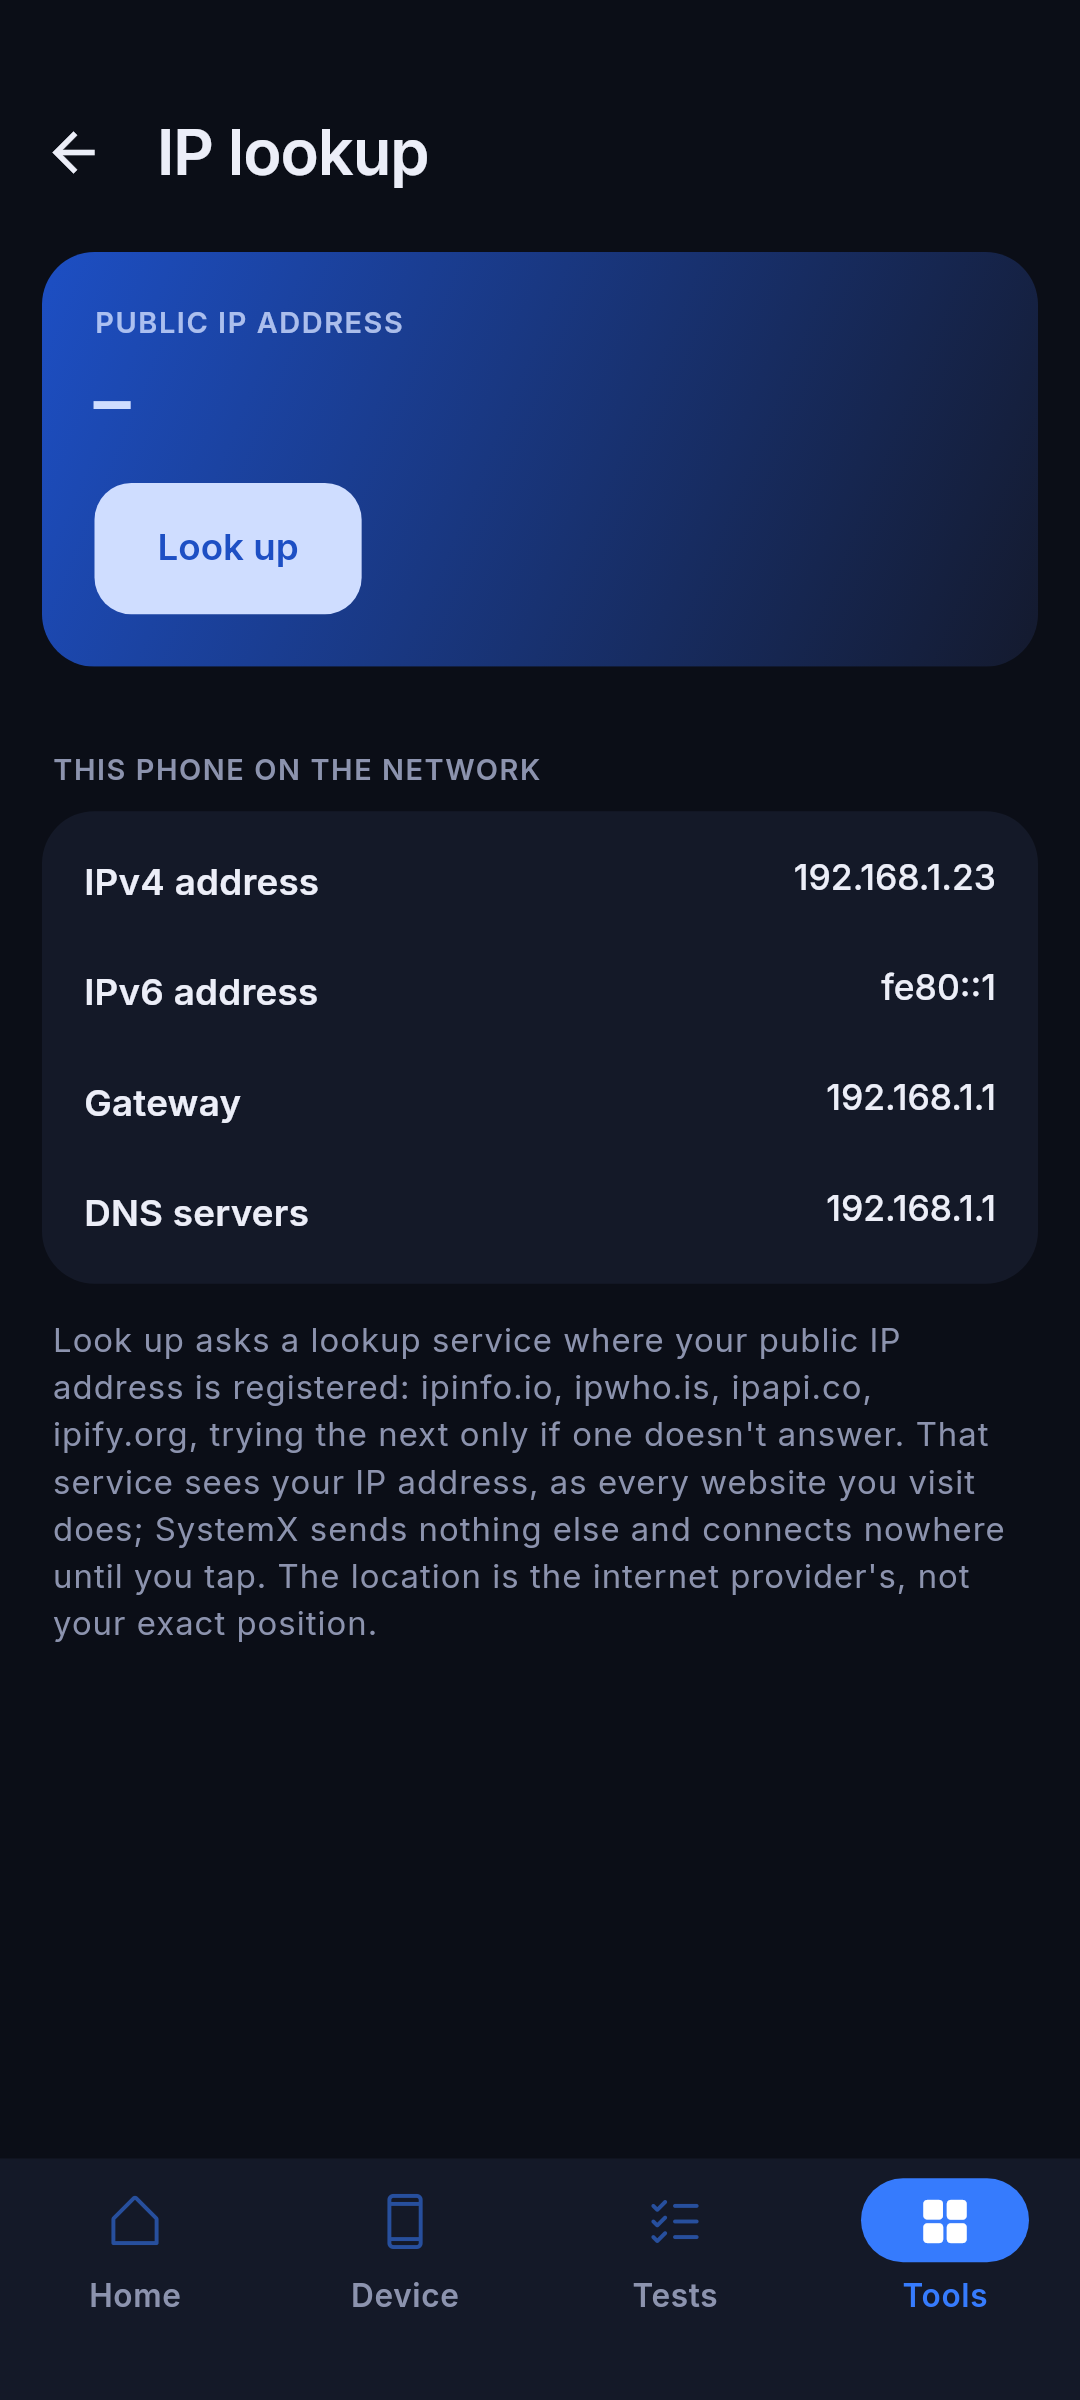 IP lookup
PUBLIC IP ADDRESS
–
Look up
THIS PHONE ON THE NETWORK
IPv4 address 192.168.1.23
IPv6 address fe80::1
Gateway 192.168.1.1
DNS servers 192.168.1.1
Look up asks a lookup service where your public IP
address is registered: ipinfo.io, ipwho.is, ipapi.co,
ipify.org, trying the next only if one doesn't answer. That
service sees your IP address, as every website you visit
does; SystemX sends nothing else and connects nowhere
until you tap. The location is the internet provider's, not
your exact position.
Home Device Tests Tools